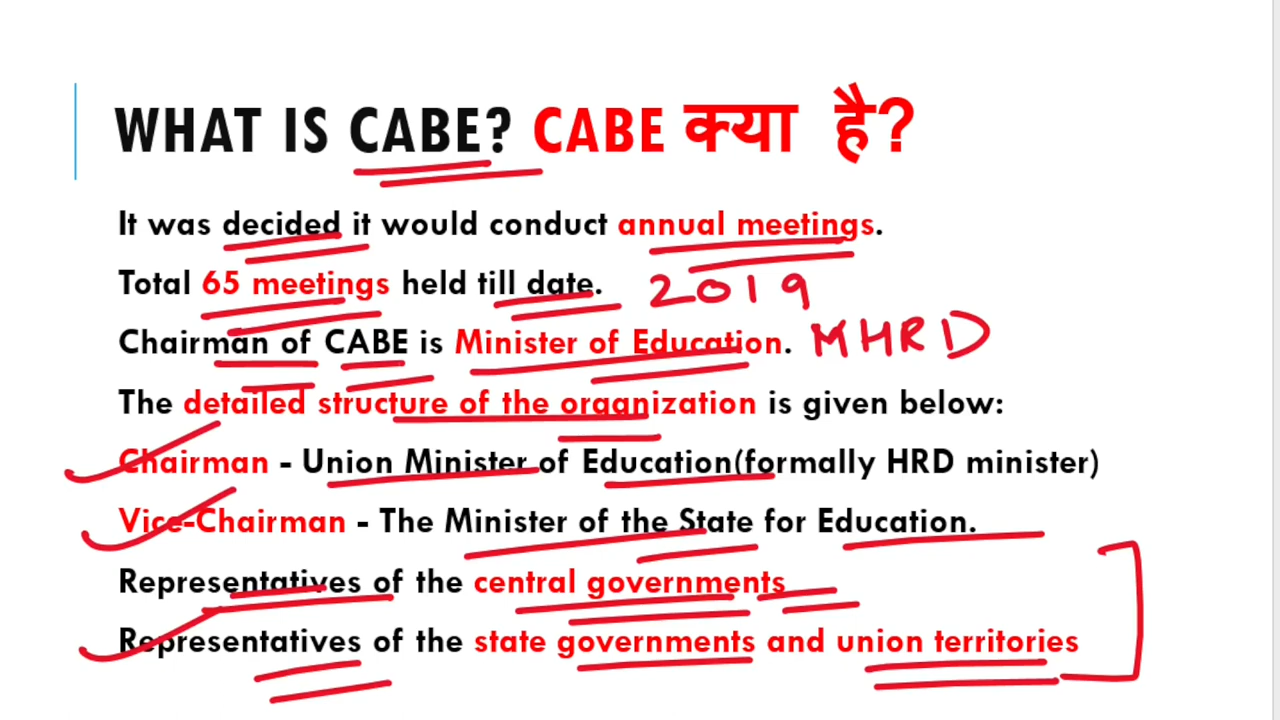 WHAT IS CABE? CABE क्या है?
It was decided it would conduct annual meetings.
Total 65 meetings held till date. 2019
Chairman of CABE is Minister of Education. MHRD
The detailed structure of the organization is given below:
Chairman - Union Minister of Education(formally HRD minister)
Vice-Chairman - The Minister of the State for Education.
Representatives of the central governments
Representatives of the state governments and union territories